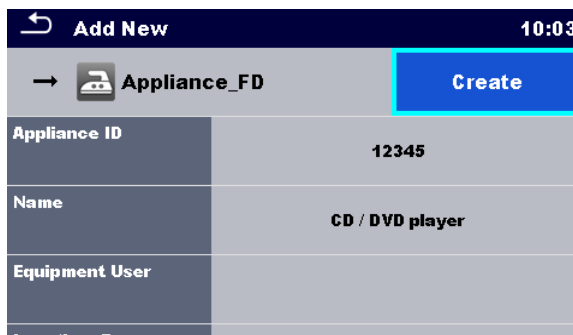 Add New
10:03
→ Appliance_FD
Create
Appliance ID
12345
Name
CD / DVD player
Equipment User